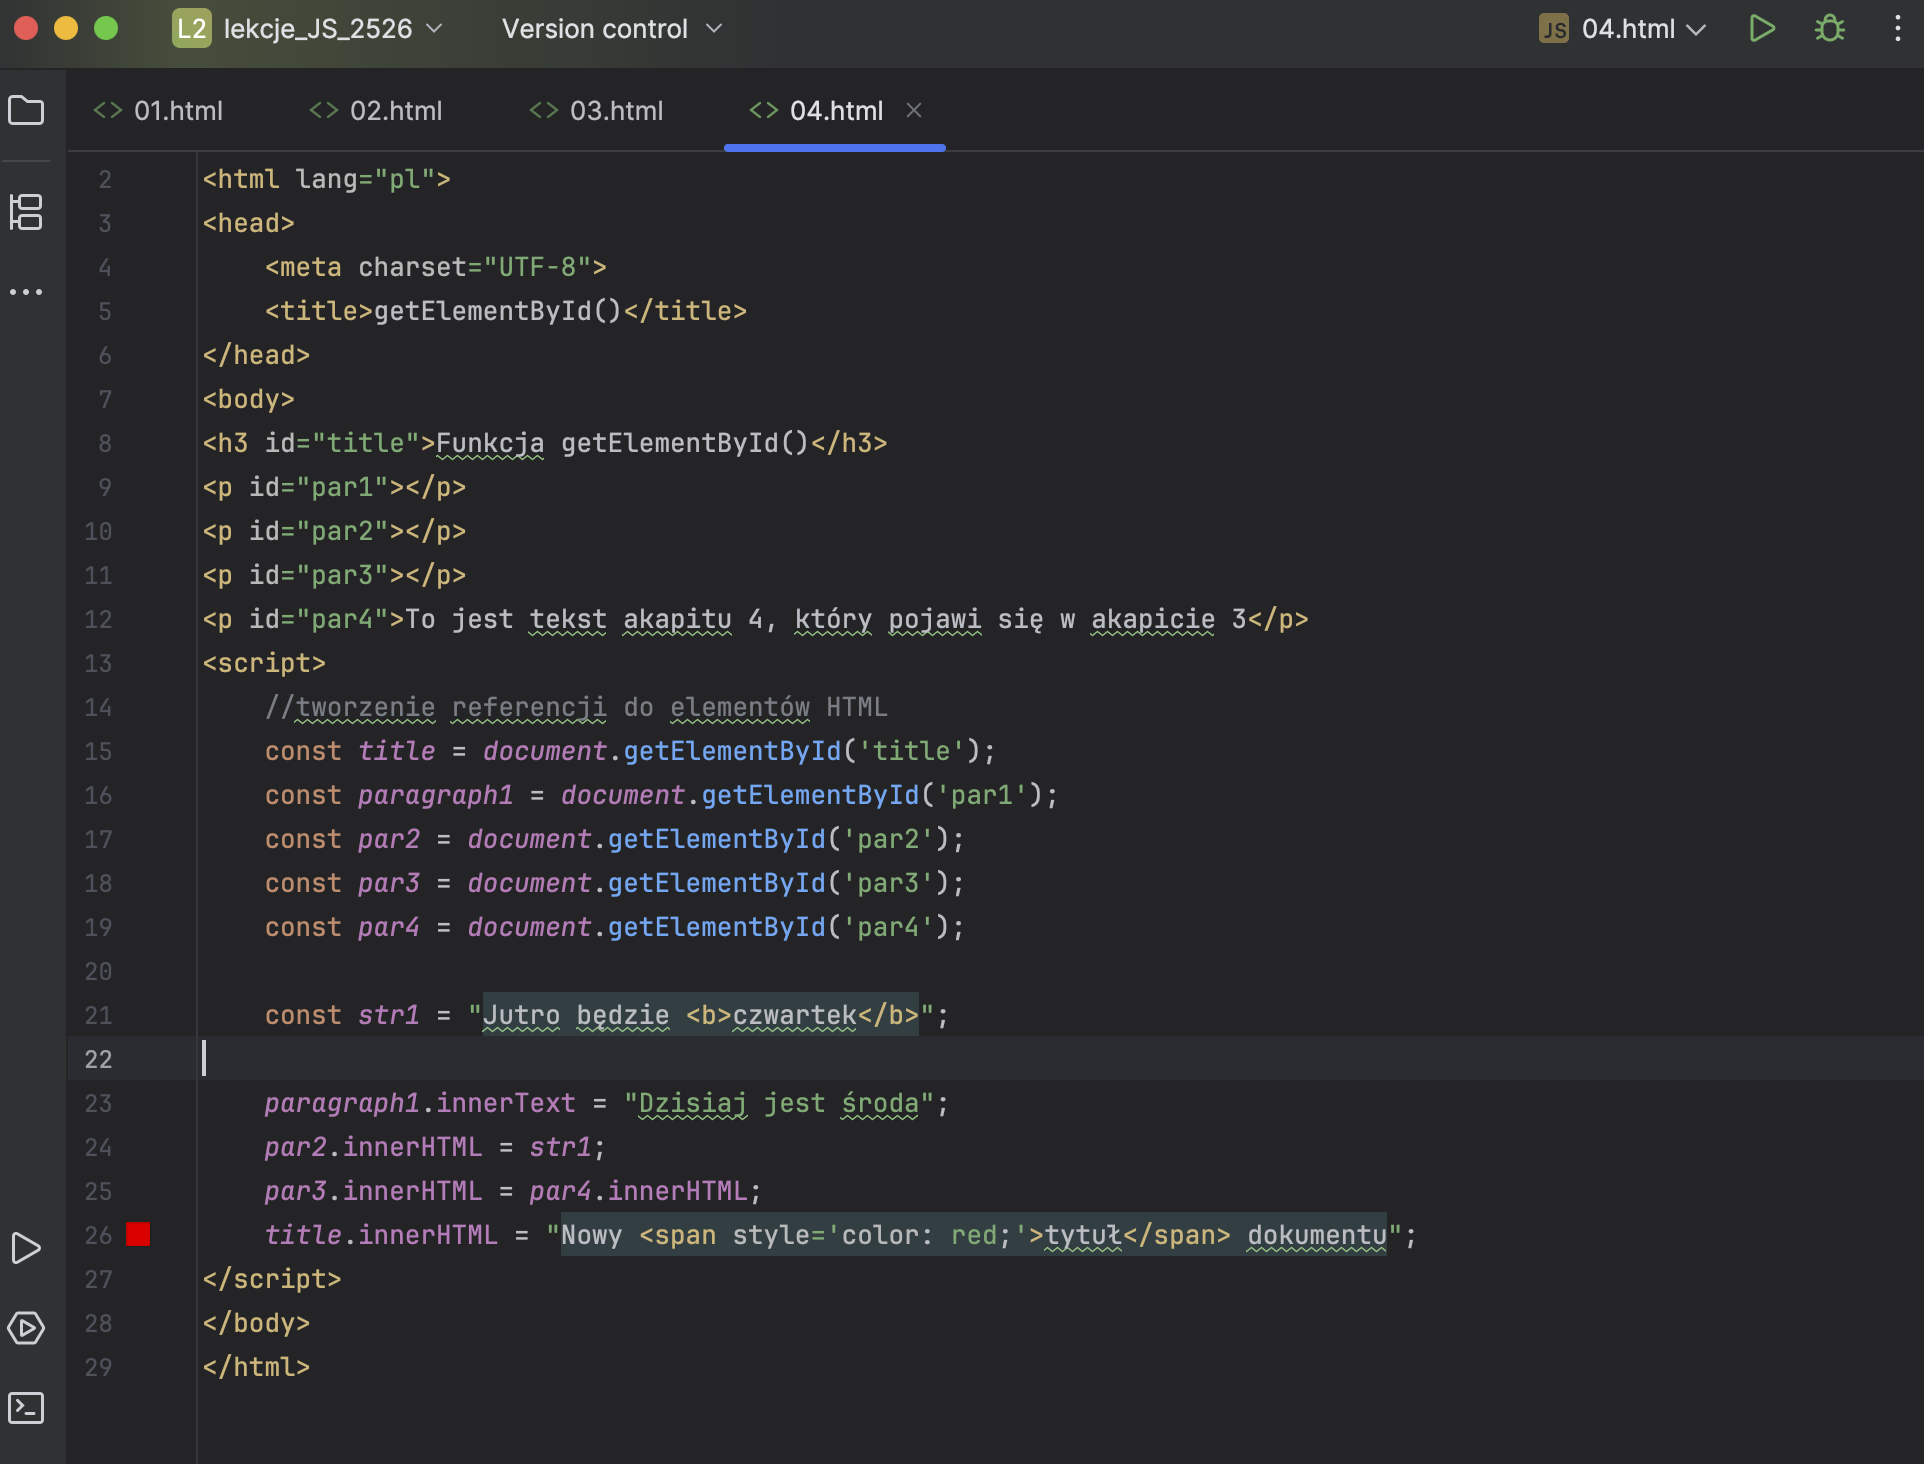 L2 lekcje_JS_2526 Version control JS 04.html
01.html 02.html 03.html 04.html
2 <html lang="pl">
3 <head>
4     <meta charset="UTF-8">
5     <title>getElementById()</title>
6 </head>
7 <body>
8 <h3 id="title">Funkcja getElementById()</h3>
9 <p id="par1"></p>
10 <p id="par2"></p>
11 <p id="par3"></p>
12 <p id="par4">To jest tekst akapitu 4, który pojawi się w akapicie 3</p>
13 <script>
14     //tworzenie referencji do elementów HTML
15     const title = document.getElementById('title');
16     const paragraph1 = document.getElementById('par1');
17     const par2 = document.getElementById('par2');
18     const par3 = document.getElementById('par3');
19     const par4 = document.getElementById('par4');
20
21     const str1 = "Jutro będzie <b>czwartek</b>";
22
23     paragraph1.innerText = "Dzisiaj jest środa";
24     par2.innerHTML = str1;
25     par3.innerHTML = par4.innerHTML;
26     title.innerHTML = "Nowy <span style='color: red;'>tytuł</span> dokumentu";
27 </script>
28 </body>
29 </html>